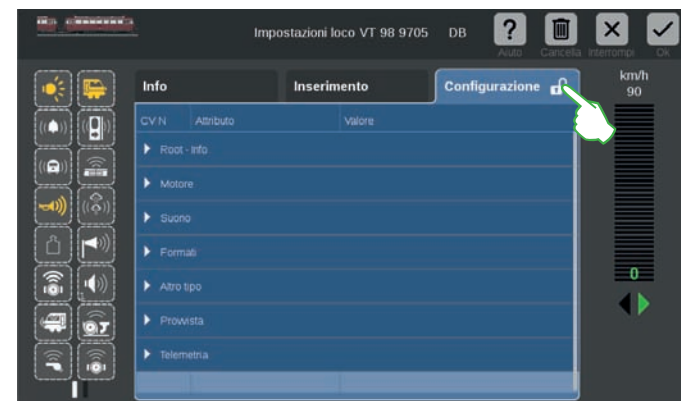 Impostazioni loco VT 98 9705 DB
?
Aiuto
Cancella
Interrompi
Ok
Info
Inserimento
Configurazione
km/h
90
CV N
Attributo
Valore
Root - Info
Motore
Suono
Formati
Altro tipo
Provvista
Telemetria
0